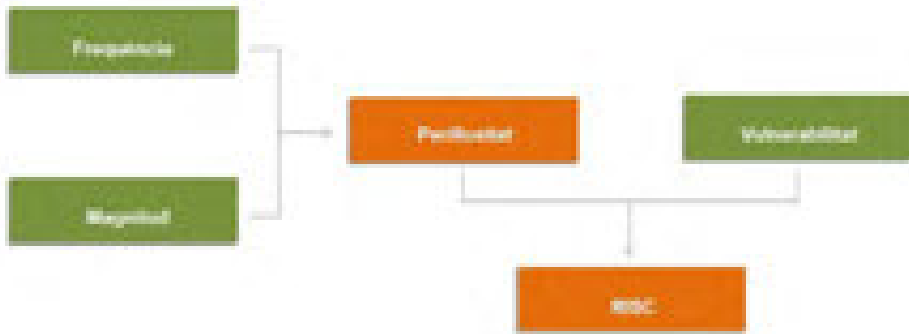 Freqüència
Magnitud
Perillositat
Vulnerabilitat
RISC